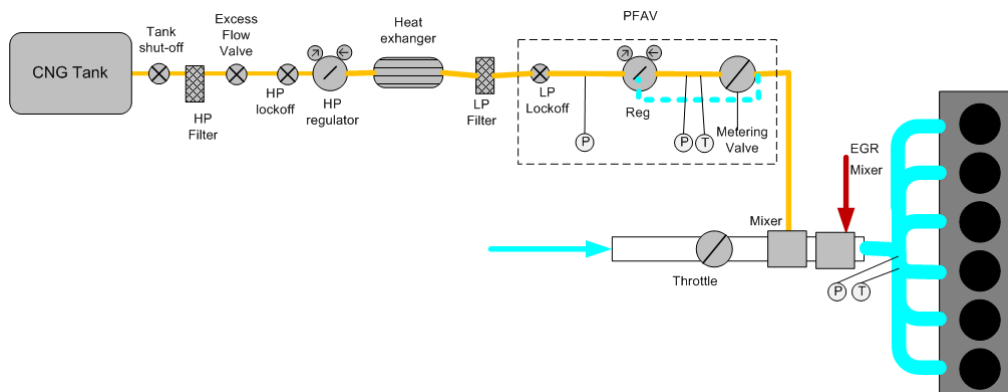 CNG Tank
Tank
shut-off
HP
Filter
Excess
Flow
Valve
HP
lockoff
HP
regulator
Heat
exhanger
LP
Filter
PFAV
LP
Lockoff
P
Reg
P
T
Metering
Valve
EGR
Mixer
Mixer
Throttle
P
T